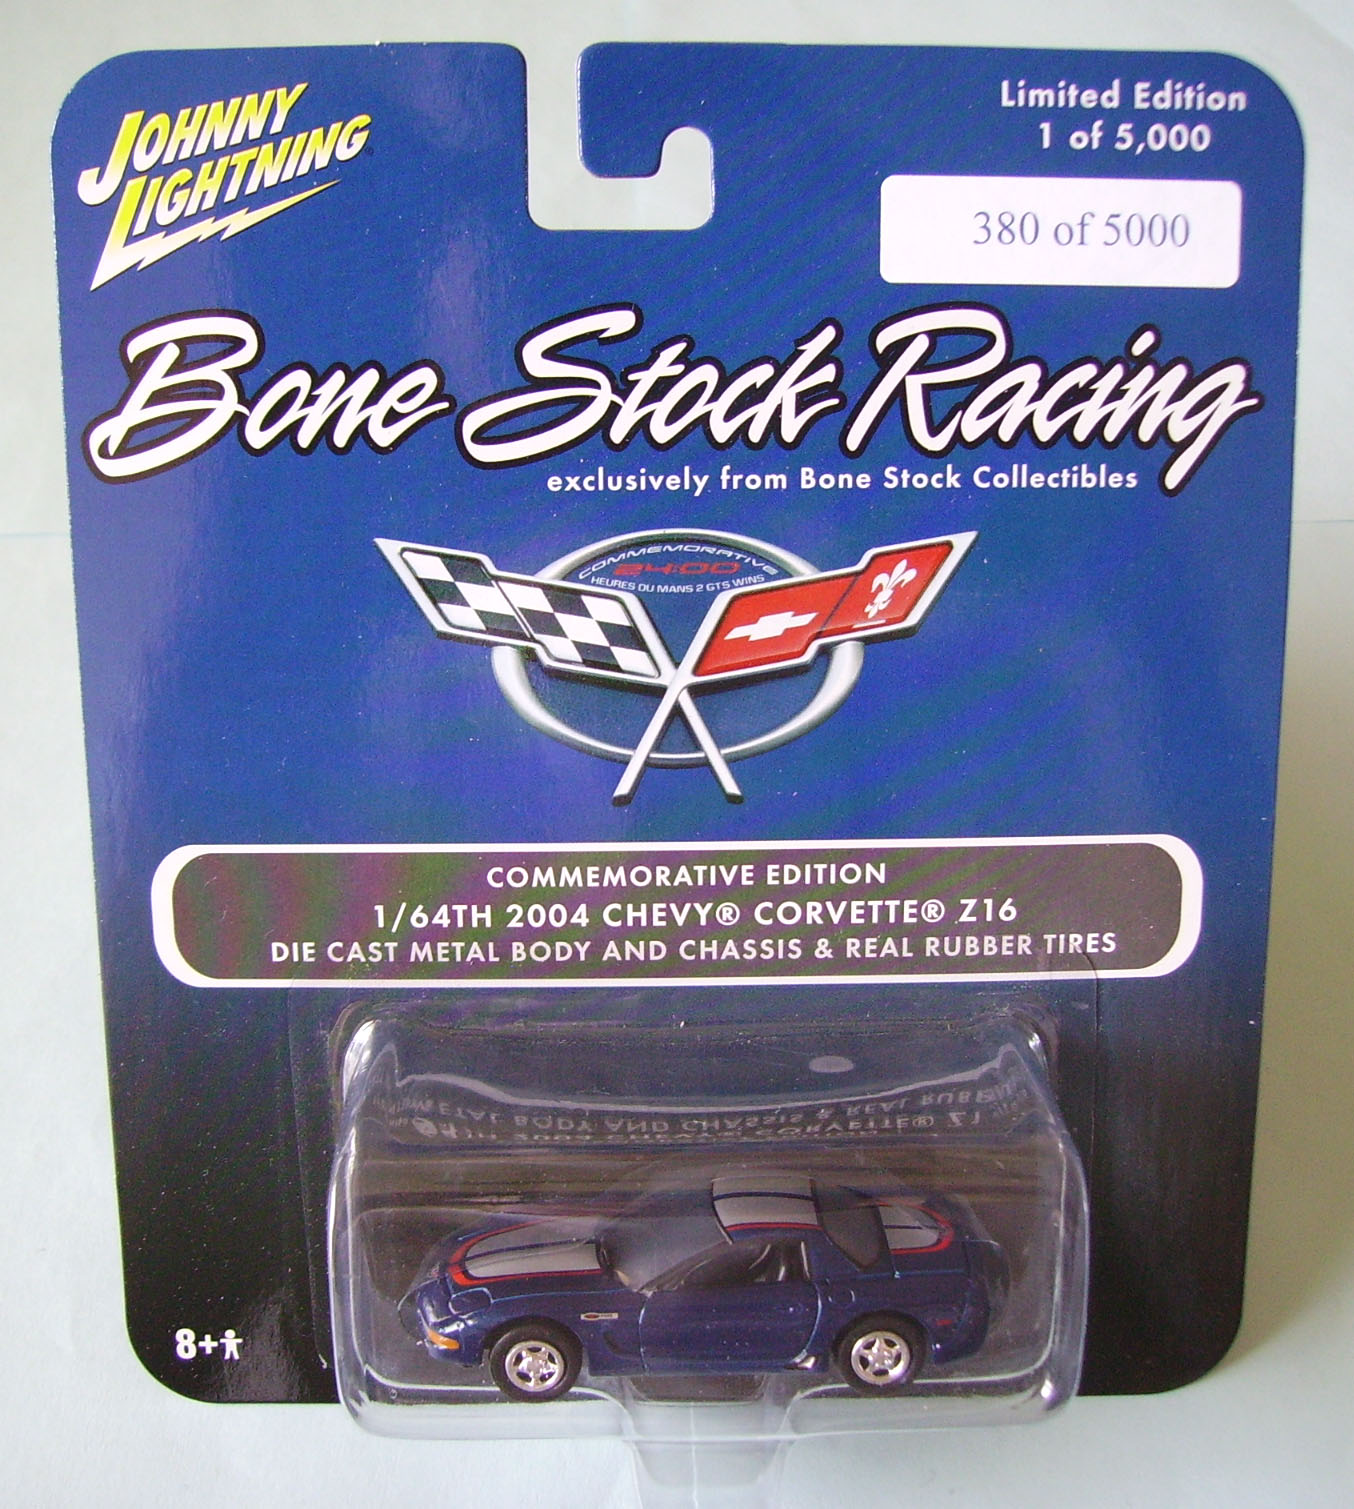 JOHNNY
LIGHTNING
Limited Edition
1 of 5,000
380 of 5000
Bone Stock Racing
exclusively from Bone Stock Collectibles
COMMEMORATIVE
24:00
HEURES DU MANS 2 GTS WINS
COMMEMORATIVE EDITION
1/64TH 2004 CHEVY® CORVETTE® Z16
DIE CAST METAL BODY AND CHASSIS & REAL RUBBER TIRES
8+